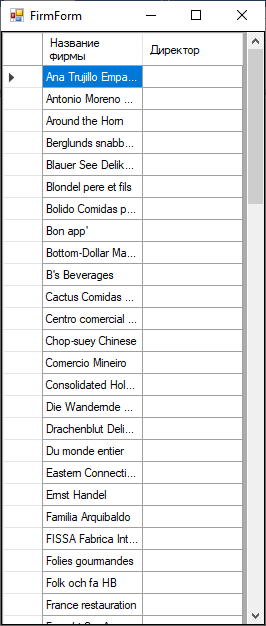 FirmForm
Название фирмы Директор
Ana Trujillo Empa...
Antonio Moreno ...
Around the Horn
Berglunds snabb...
Blauer See Delik...
Blondel pere et fils
Bolido Comidas p...
Bon app'
Bottom-Dollar Ma...
B's Beverages
Cactus Comidas ...
Centro comercial ...
Chop-suey Chinese
Comercio Mineiro
Consolidated Hol...
Die Wandernde ...
Drachenblut Deli...
Du monde entier
Eastern Connecti...
Ernst Handel
Familia Arquibaldo
FISSA Fabrica Int...
Folies gourmandes
Folk och fa HB
France restauration